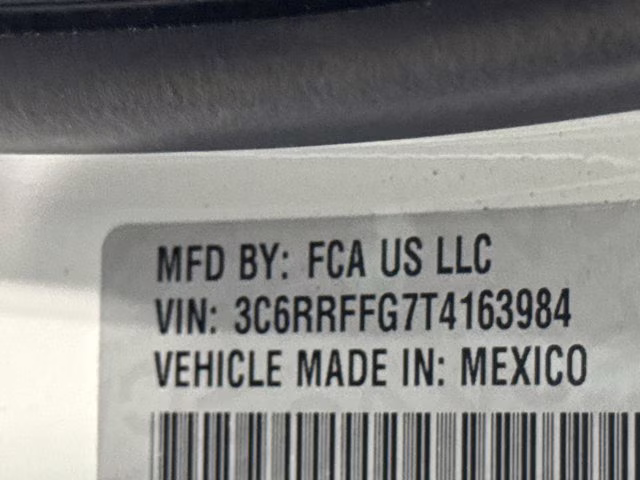 MFD BY: FCA US LLC
VIN: 3C6RRFFG7T4163984
VEHICLE MADE IN: MEXICO